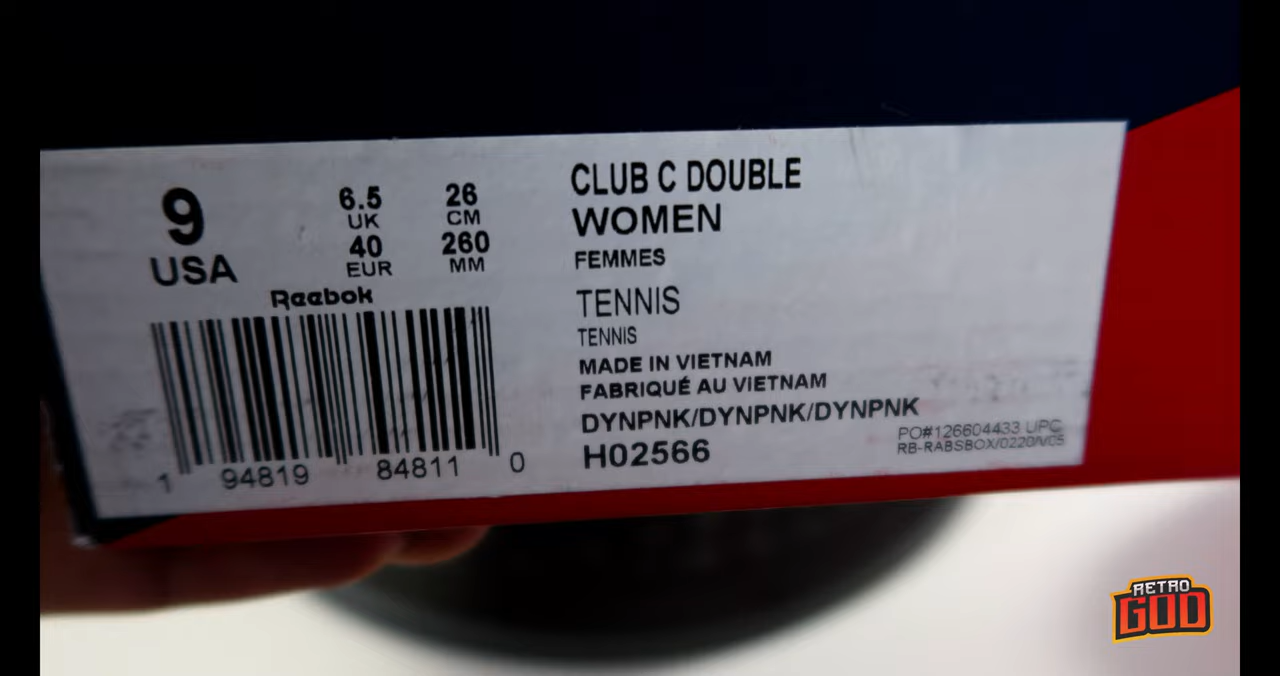 9
USA
6.5
UK
40
EUR
26
CM
260
MM
Reebok
1 94819 84811 0
CLUB C DOUBLE
WOMEN
FEMMES
TENNIS
TENNIS
MADE IN VIETNAM
FABRIQUÉ AU VIETNAM
DYNPNK/DYNPNK/DYNPNK
H02566
PO#126604433 UPC
RB-RABSBOX/0220/V05
RETRO
GOD